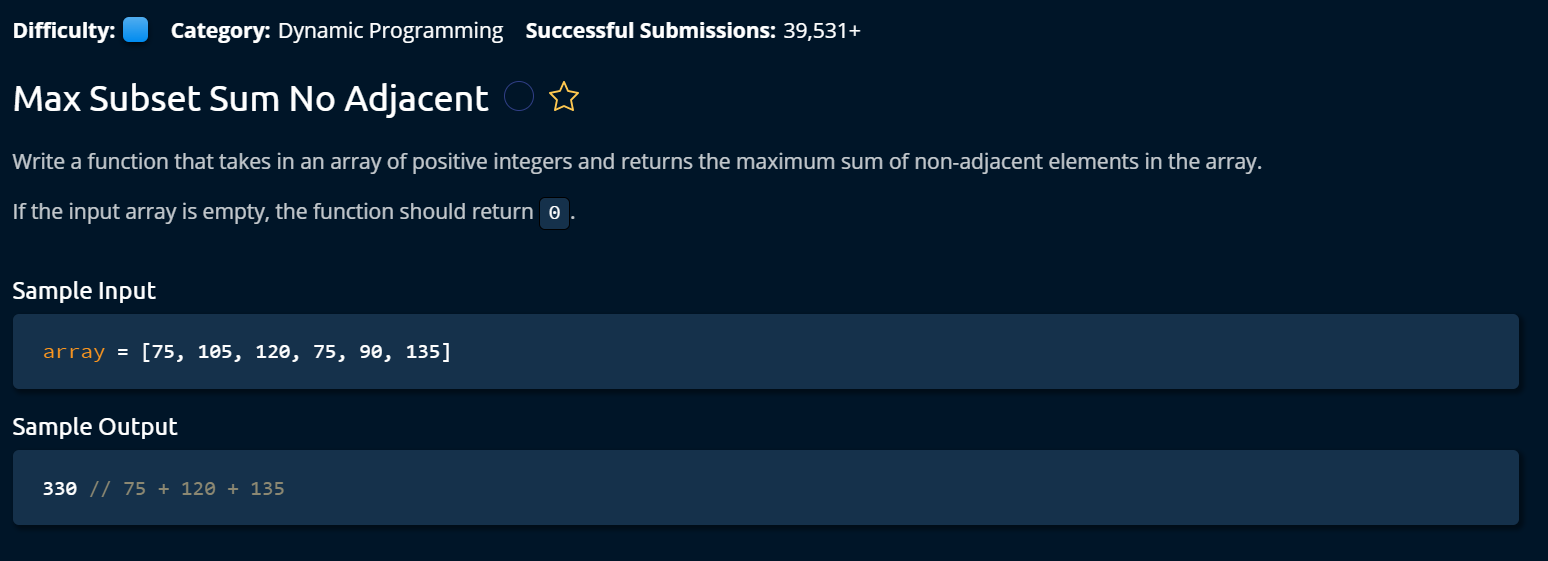 Difficulty: Category: Dynamic Programming Successful Submissions: 39,531+
Max Subset Sum No Adjacent
Write a function that takes in an array of positive integers and returns the maximum sum of non-adjacent elements in the array.
If the input array is empty, the function should return 0.
Sample Input
array = [75, 105, 120, 75, 90, 135]
Sample Output
330 // 75 + 120 + 135